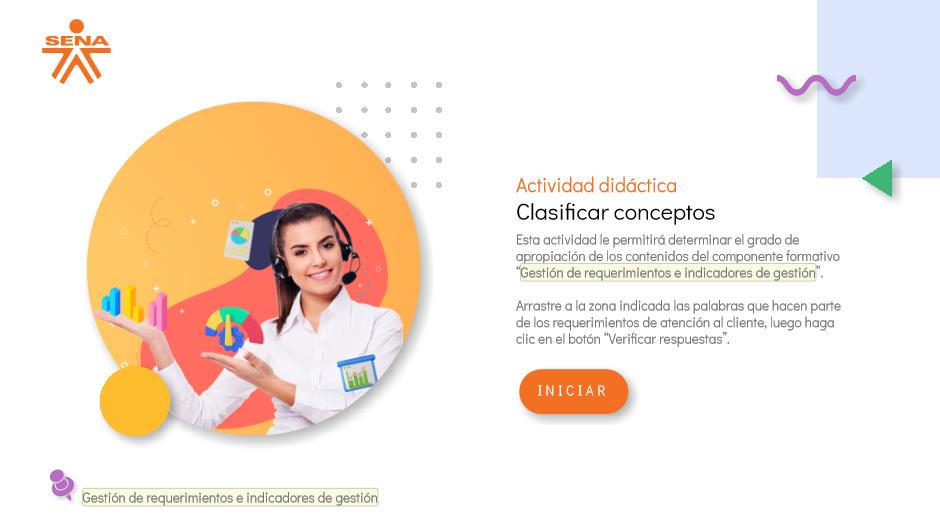 SENA
Actividad didáctica
Clasificar conceptos
Esta actividad le permitirá determinar el grado de
apropiación de los contenidos del componente formativo
“Gestión de requerimientos e indicadores de gestión”.
Arrastre a la zona indicada las palabras que hacen parte
de los requerimientos de atención al cliente, luego haga
clic en el botón “Verificar respuestas”.
INICIAR
Gestión de requerimientos e indicadores de gestión